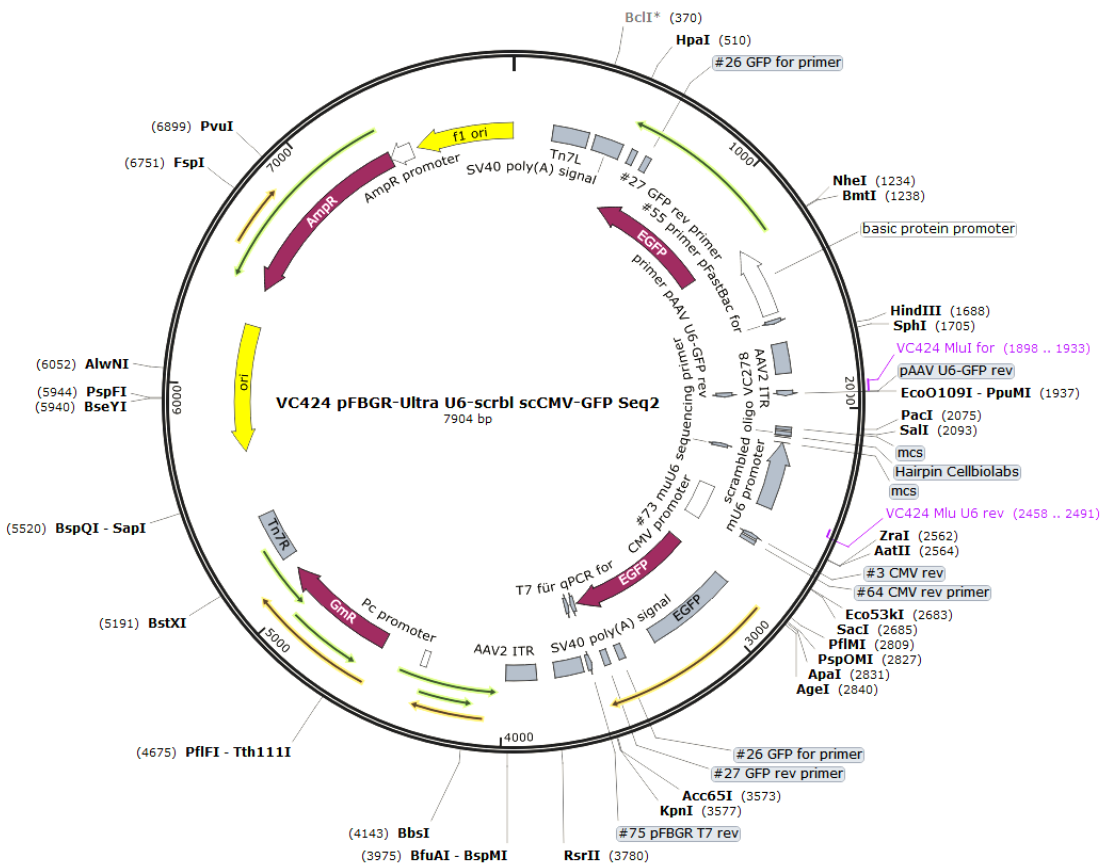 BclI* (370)
HpaI (510)
#26 GFP for primer
NheI (1234)
BmtI (1238)
basic protein promoter
HindIII (1688)
SphI (1705)
VC424 MluI for (1898 .. 1933)
pAAV U6-GFP rev
EcoO109I - PpuMI (1937)
PacI (2075)
SalI (2093)
mcs
Hairpin Cellbiolabs
mcs
VC424 Mlu U6 rev (2458 .. 2491)
ZraI (2562)
AatII (2564)
#3 CMV rev
#64 CMV rev primer
Eco53kI (2683)
SacI (2685)
PflMI (2809)
PspOMI (2827)
ApaI (2831)
AgeI (2840)
#26 GFP for primer
#27 GFP rev primer
Acc65I (3573)
KpnI (3577)
#75 pFBGR T7 rev
RsrII (3780)
(3975) BfuAI - BspMI
(4143) BbsI
(4675) PflFI - Tth111I
(5191) BstXI
(5520) BspQI - SapI
(5940) BseYI
(5944) PspFI
(6052) AlwNI
(6751) FspI
(6899) PvuI
1000
2000
3000
4000
5000
6000
7000
f1 ori
AmpR promoter
AmpR
ori
Tn7L
SV40 poly(A) signal
#27 GFP rev primer
#55 primer pFastBac for
EGFP
primer pAAV U6-GFP rev
AAV2 ITR
scrambled oligo VC278
mU6 promoter
#73 muU6 sequencing primer
CMV promoter
EGFP
T7 für qPCR for
EGFP
SV40 poly(A) signal
AAV2 ITR
Pc promoter
GmR
Tn7R
VC424 pFBGR-Ultra U6-scrbl scCMV-GFP Seq2
7904 bp